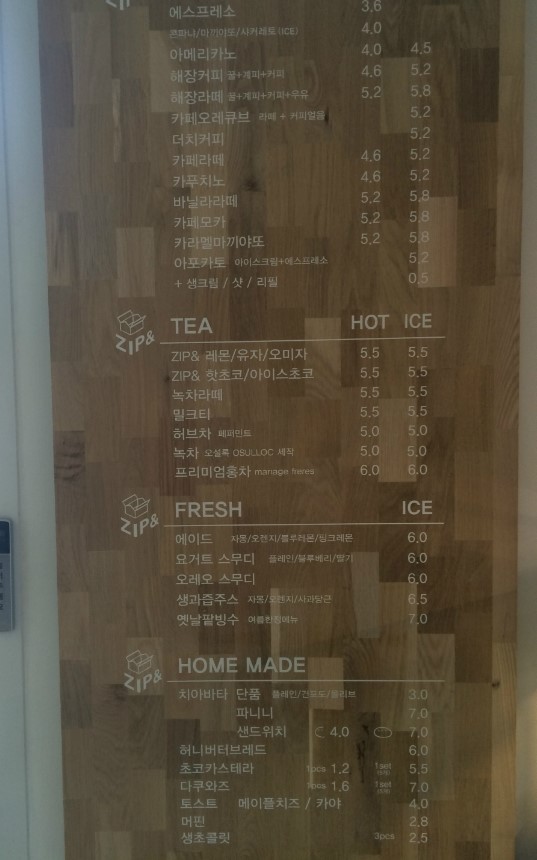 에스프레소 3.6
콘파냐/마끼아또/샤케레토(ICE) 4.0
아메리카노 4.0 4.5
해장커피 꿀+계피+커피 4.6 5.2
해장라떼 꿀+계피+커피+우유 5.2 5.8
카페오레큐브 라떼 + 커피얼음 5.2
더치커피 5.2
카페라떼 4.6 5.2
카푸치노 4.6 5.2
바닐라라떼 5.2 5.8
카페모카 5.2 5.8
카라멜마끼야또 5.2 5.8
아포카토 아이스크림+에스프레소 5.2
+ 생크림 / 샷 / 리필 0.5
ZIP& TEA HOT ICE
ZIP& 레몬/유자/오미자 5.5 5.5
ZIP& 핫초코/아이스초코 5.5 5.5
녹차라떼 5.5 5.5
밀크티 5.5 5.5
허브차 페퍼민트 5.0 5.0
녹차 오설록 OSULLOC 세작 5.0 5.0
프리미엄홍차 mariage freres 6.0 6.0
ZIP& FRESH ICE
에이드 자몽/오렌지/블루레몬/핑크레몬 6.0
요거트 스무디 플레인/블루베리/딸기 6.0
오레오 스무디 6.0
생과즙주스 자몽/오렌지/사과당근 6.5
옛날팥빙수 여름한정메뉴 7.0
ZIP& HOME MADE
치아바타 단품 플레인/건포도/올리브 3.0
파니니 7.0
샌드위치 4.0 7.0
허니버터브레드 6.0
초코카스테라 1pcs 1.2 1set 5.5
다쿠와즈 1pcs 1.6 1set 7.0
토스트 메이플치즈 / 카야 4.0
머핀 2.8
생초콜릿 3pcs 2.5